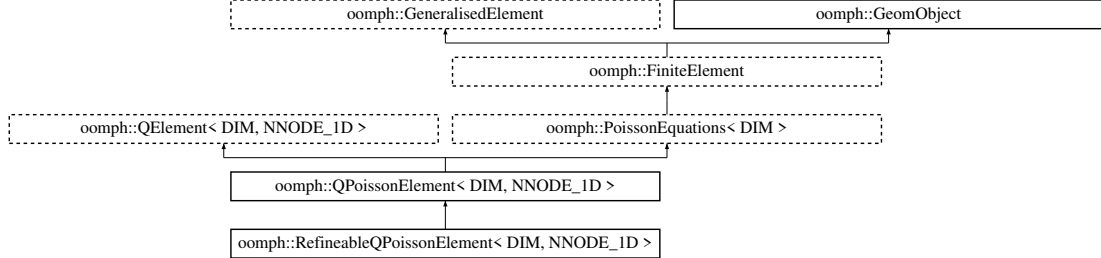 oomph::GeneralisedElement
oomph::GeomObject
oomph::FiniteElement
oomph::QElement< DIM, NNODE_1D >
oomph::PoissonEquations< DIM >
oomph::QPoissonElement< DIM, NNODE_1D >
oomph::RefineableQPoissonElement< DIM, NNODE_1D >